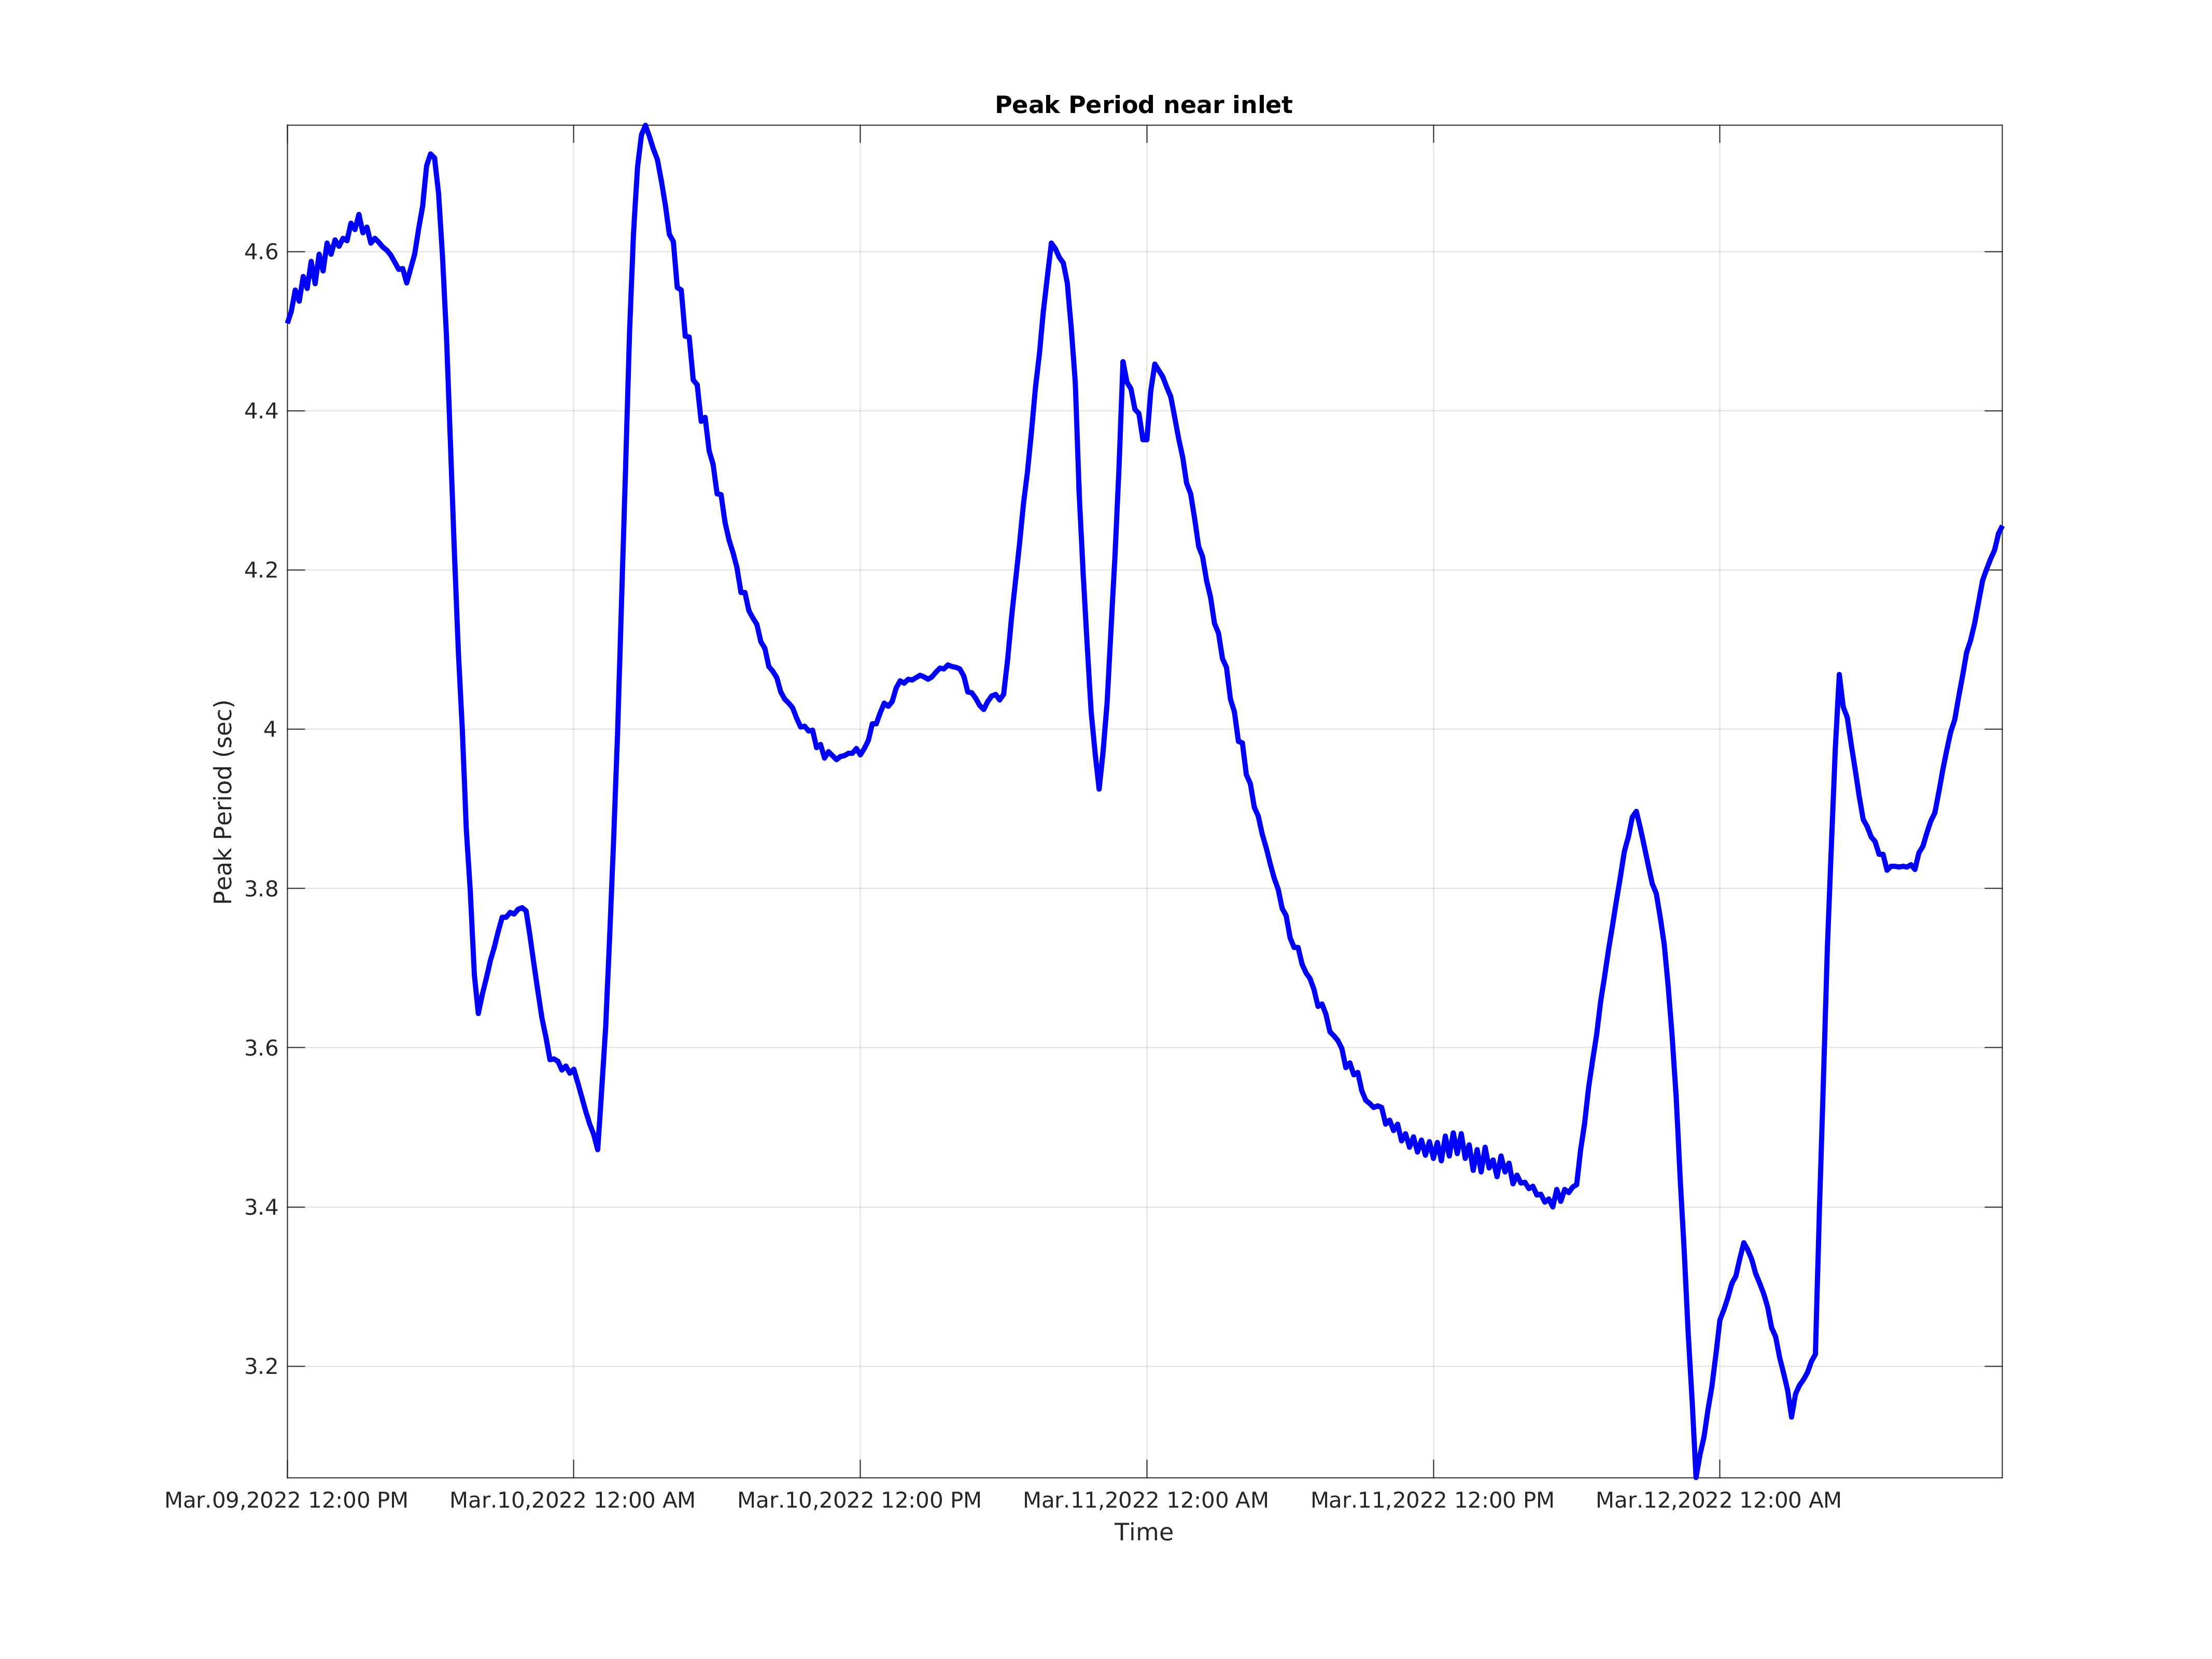 Peak Period near inlet
Peak Period (sec)
4.6
4.4
4.2
4
3.8
3.6
3.4
3.2
Mar.09,2022 12:00 PM Mar.10,2022 12:00 AM Mar.10,2022 12:00 PM Mar.11,2022 12:00 AM Mar.11,2022 12:00 PM Mar.12,2022 12:00 AM
Time